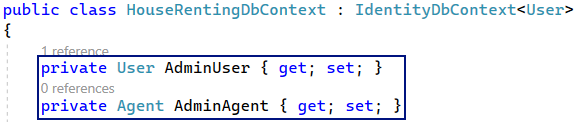 public class HouseRentingDbContext : IdentityDbContext<User>
{
1 reference
private User AdminUser { get; set; }
0 references
private Agent AdminAgent { get; set; }